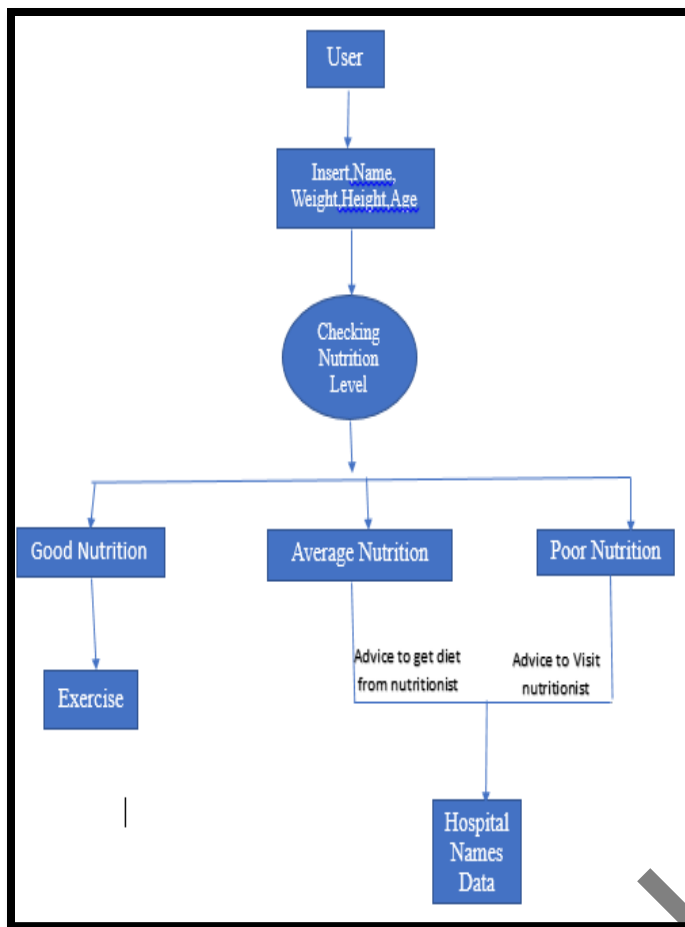 User
Insert,Name,
Weight,Height,Age
Checking
Nutrition
Level
Good Nutrition
Average Nutrition
Poor Nutrition
Advice to get diet
from nutritionist
Advice to Visit
nutritionist
Exercise
Hospital
Names
Data